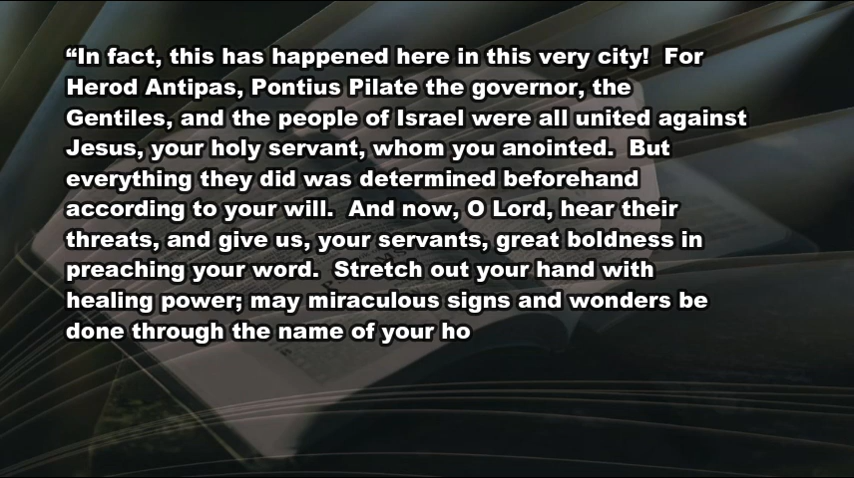 “In fact, this has happened here in this very city!  For
Herod Antipas, Pontius Pilate the governor, the
Gentiles, and the people of Israel were all united against
Jesus, your holy servant, whom you anointed.  But
everything they did was determined beforehand
according to your will.  And now, O Lord, hear their
threats, and give us, your servants, great boldness in
preaching your word.  Stretch out your hand with
healing power; may miraculous signs and wonders be
done through the name of your ho